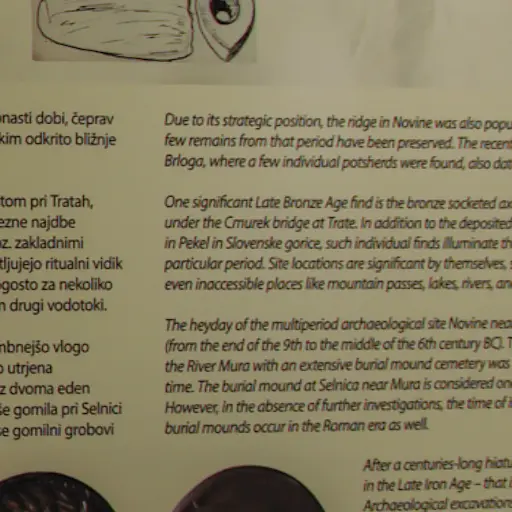 onasti dobi, čeprav
kim odkrito bližnje
tom pri Tratah,
ezne najdbe
oz. zakladnimi
tljujejo ritualni vidik
ogosto za nekoliko
n drugi vodotoki.
mbnejšo vlogo
o utrjena
z dvoma eden
še gomila pri Selnici
se gomilni grobovi
Due to its strategic position, the ridge in Novine was also popu
few remains from that period have been preserved. The recent
Brloga, where a few individual potsherds were found, also dat
One significant Late Bronze Age find is the bronze socketed ax
under the Cmurek bridge at Trate. In addition to the deposited
in Pekel in Slovenske gorice, such individual finds illuminate th
particular period. Site locations are significant by themselves, s
even inaccessible places like mountain passes, lakes, rivers, and
The heyday of the multiperiod archaeological site Novine near
(from the end of the 9th to the middle of the 6th century BC). T
the River Mura with an extensive burial mound cemetery was
time. The burial mound at Selnica near Mura is considered one
However, in the absence of further investigations, the time of i
burial mounds occur in the Roman era as well.
After a centuries-long hiatu
in the Late Iron Age – that i
Archaeological excavations